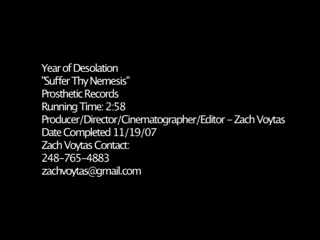 Year of Desolation
"Suffer Thy Nemesis"
Prosthetic Records
Running Time: 2:58
Producer/Director/Cinematographer/Editor - Zach Voytas
Date Completed 11/19/07
Zach Voytas Contact:
248-765-4883
zachvoytas@gmail.com